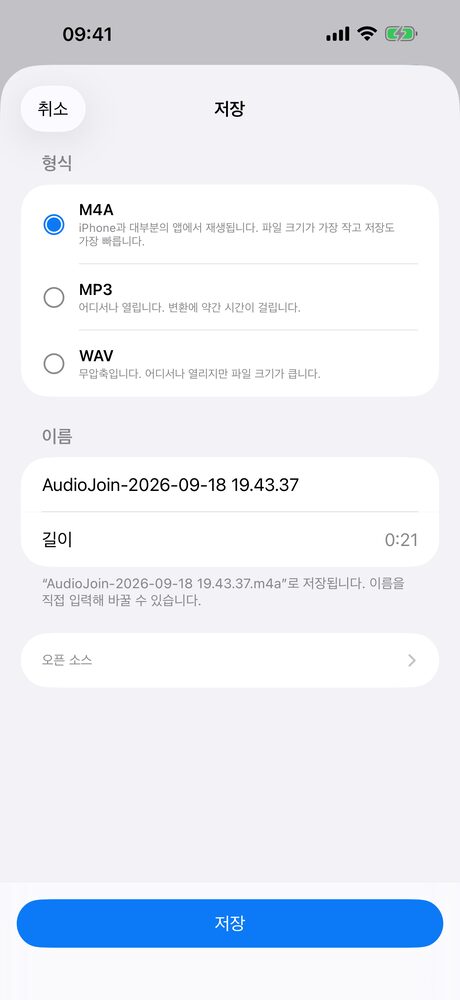 09:41
취소
저장
형식
M4A
iPhone과 대부분의 앱에서 재생됩니다. 파일 크기가 가장 작고 저장도
가장 빠릅니다.
MP3
어디서나 열립니다. 변환에 약간 시간이 걸립니다.
WAV
무압축입니다. 어디서나 열리지만 파일 크기가 큽니다.
이름
AudioJoin-2026-09-18 19.43.37
길이 0:21
“AudioJoin-2026-09-18 19.43.37.m4a”로 저장됩니다. 이름을
직접 입력해 바꿀 수 있습니다.
오픈 소스
저장